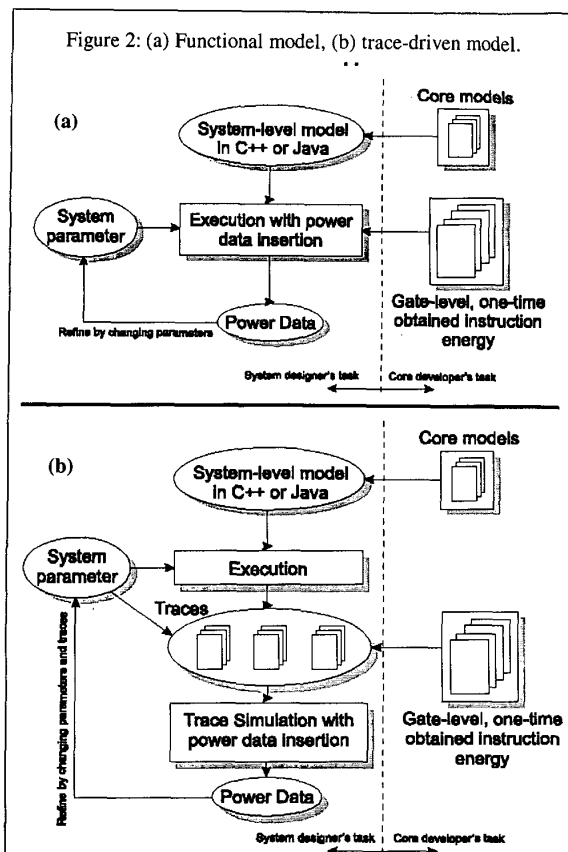 Figure 2: (a) Functional model, (b) trace-driven model.
(a)
Core models
System-level model
in C++ or Java
System
parameter
Execution with power
data insertion
Gate-level, one-time
obtained instruction
energy
Refine by changing parameters
Power Data
System designer's task
Core developer's task
(b)
Core models
System-level model
in C++ or Java
System
parameter
Execution
Traces
Refine by changing parameters and traces
Gate-level, one-time
obtained instruction
energy
Trace Simulation with
power data insertion
Power Data
System designer's task
Core developer's task